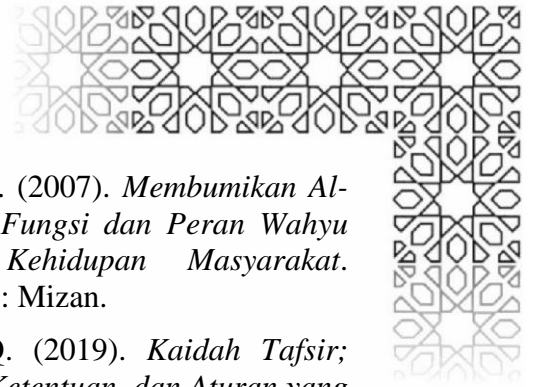 . (2007). Membumikan Al-
Fungsi dan Peran Wahyu
Kehidupan Masyarakat.
: Mizan.
Q. (2019). Kaidah Tafsir;
Ketentuan, dan Aturan yang